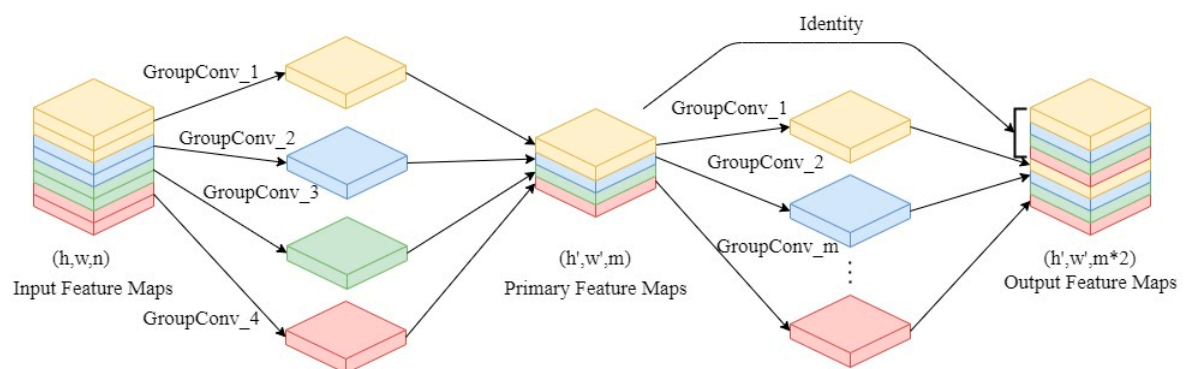 Identity
GroupConv_1
GroupConv_2
GroupConv_3
GroupConv_4
(h,w,n)
Input Feature Maps
(h',w',m)
Primary Feature Maps
GroupConv_1
GroupConv_2
GroupConv_m
(h',w',m*2)
Output Feature Maps